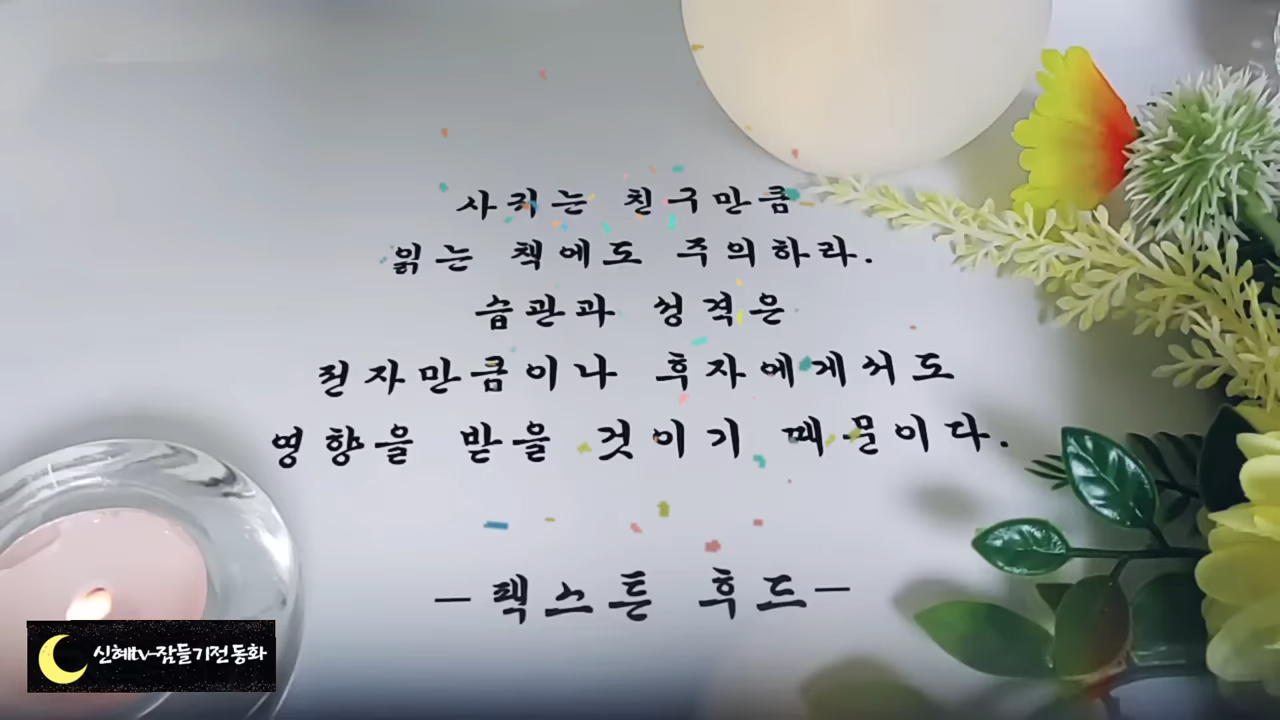 사귀는 친구만큼
읽는 책에도 주의하라.
습관과 성격은
전자만큼이나 후자에게서도
영향을 받을 것이기 때문이다.
-팩스튼 후드-
신혜tv-잠들기전 동화